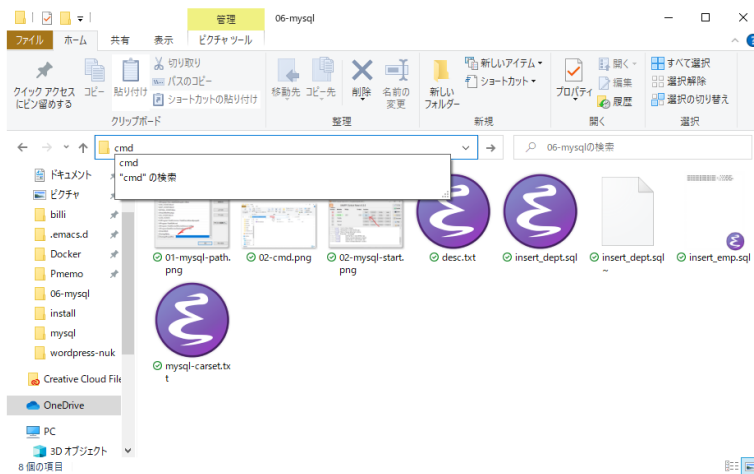 管理
06-mysql
ファイル ホーム 共有 表示 ピクチャ ツール
クイック アクセスにピン留めする
コピー
貼り付け
切り取り
パスのコピー
ショートカットの貼り付け
クリップボード
移動先
コピー先
削除
名前の変更
整理
新しいフォルダー
新しいアイテム
ショートカット
新規
プロパティ
開く
編集
履歴
開く
すべて選択
選択解除
選択の切り替え
選択
cmd
06-mysqlの検索
cmd
"cmd" の検索
ドキュメント
ピクチャ
billi
.emacs.d
Docker
Pmemo
06-mysql
install
mysql
wordpress-nuk
Creative Cloud File
OneDrive
PC
3D オブジェクト
01-mysql-path.png
02-cmd.png
02-mysql-start.png
desc.txt
insert_dept.sql
insert_dept.sql~
insert_emp.sql
mysql-carset.txt
8 個の項目